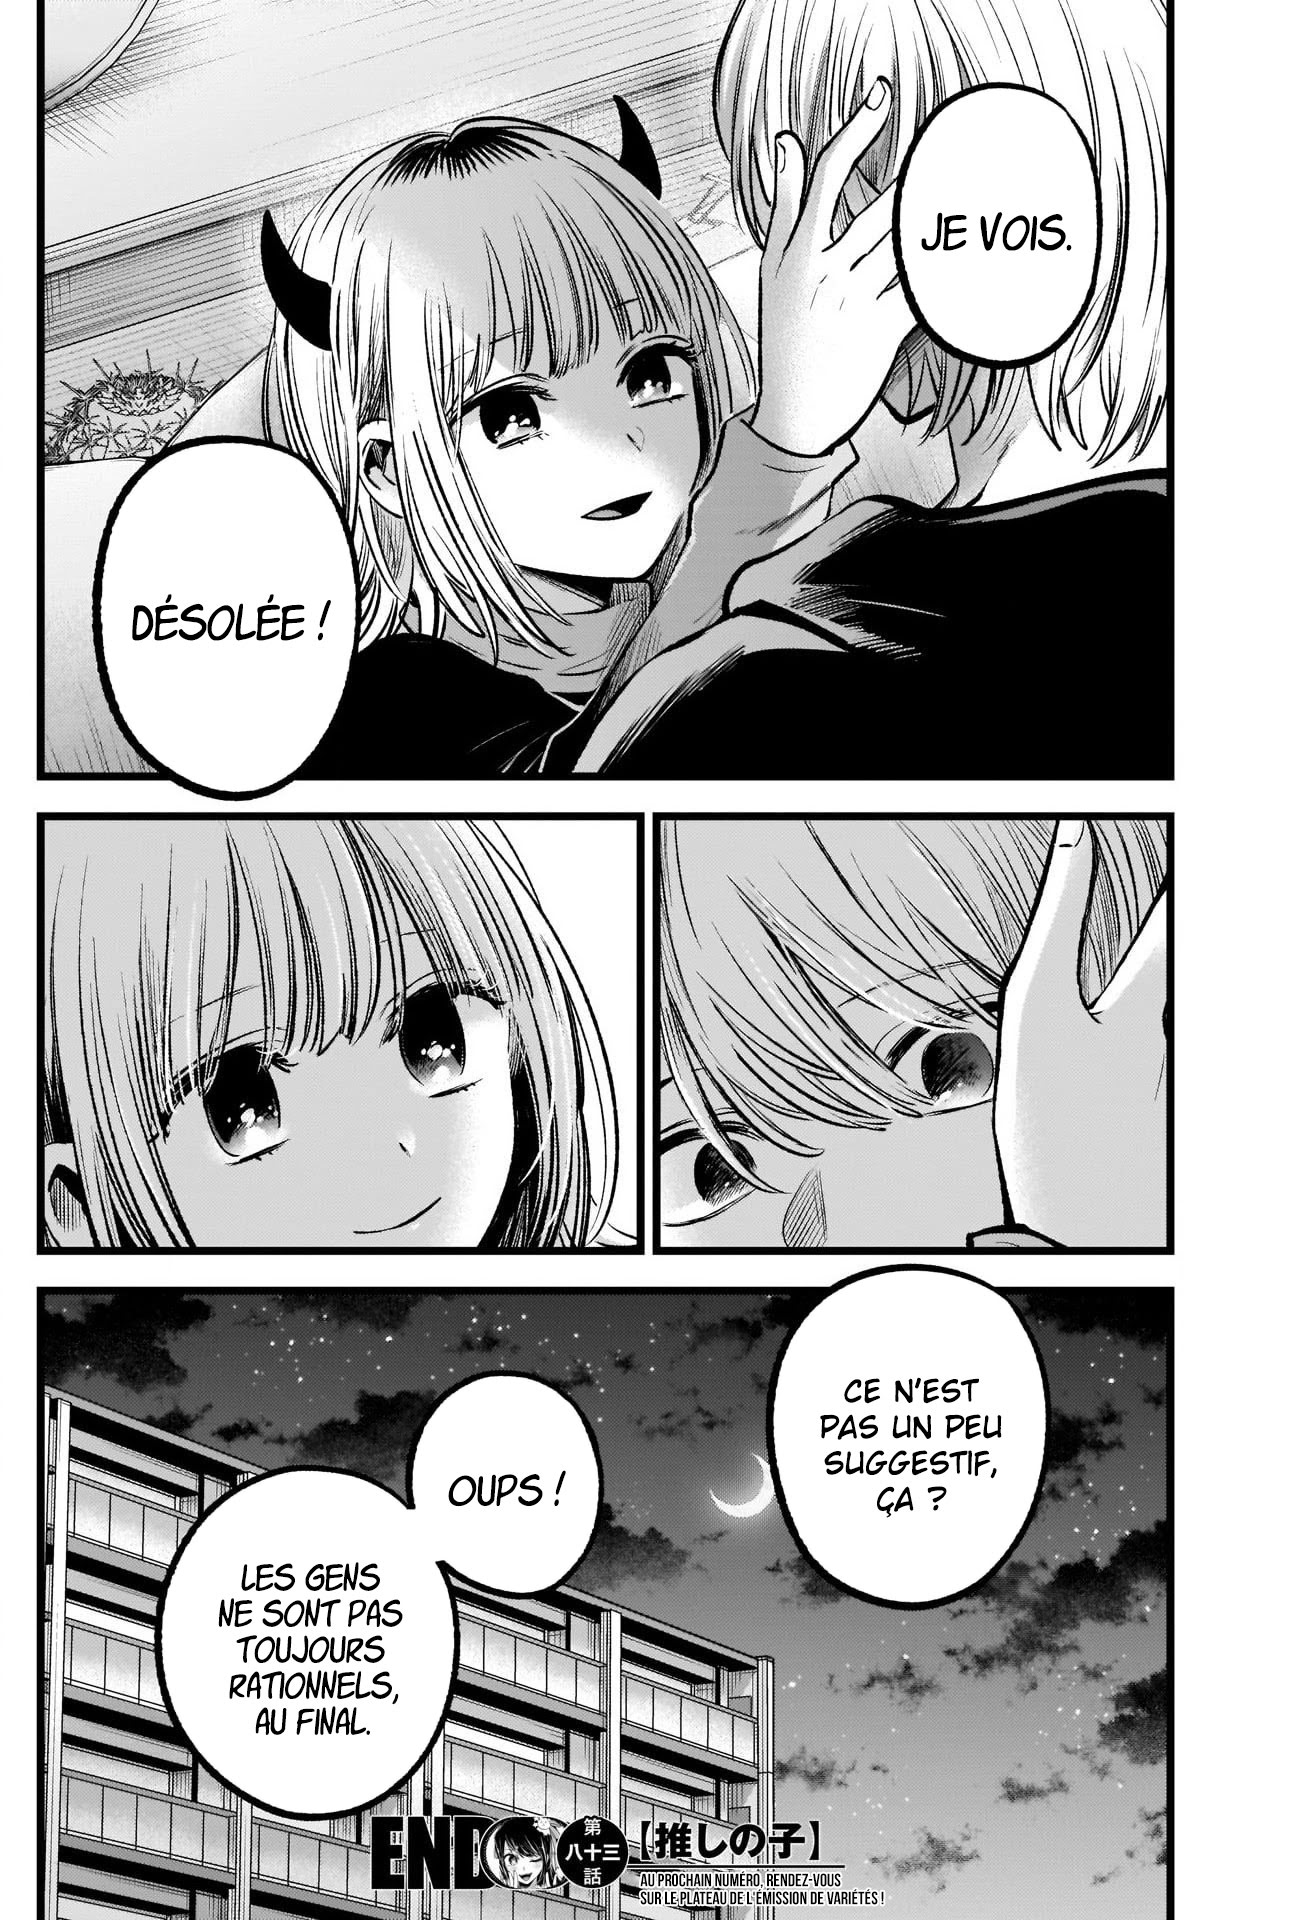 JE VOIS.
DÉSOLÉE !
CE N'EST
PAS UN PEU
SUGGESTIF,
ÇA ?
OUPS !
LES GENS
NE SONT PAS
TOUJOURS
RATIONNELS,
AU FINAL.
END
第
八十三
話
【推しの子】
AU PROCHAIN NUMÉRO, RENDEZ-VOUS
SUR LE PLATEAU DE L'ÉMISSION DE VARIÉTÉS !